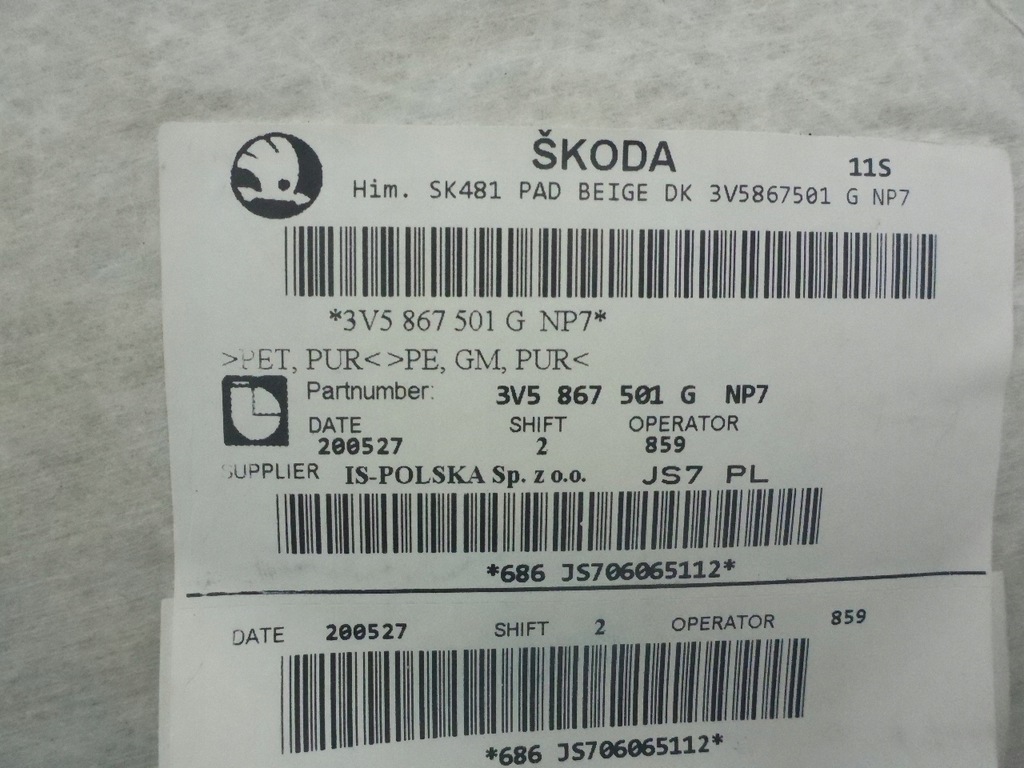 ŠKODA 11S
Him. SK481 PAD BEIGE DK 3V5867501 G NP7
*3V5 867 501 G NP7*
>PET, PUR< >PE, GM, PUR<
Partnumber: 3V5 867 501 G NP7
DATE SHIFT OPERATOR
200527 2 859
SUPPLIER IS-POLSKA Sp. z o.o. JS7 PL
*686 JS706065112*
DATE 200527 SHIFT 2 OPERATOR 859
*686 JS706065112*